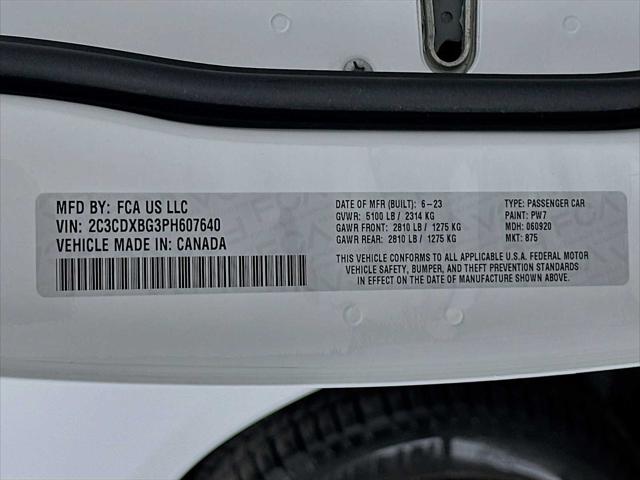 MFD BY: FCA US LLC
VIN: 2C3CDXBG3PH607640
VEHICLE MADE IN: CANADA
DATE OF MFR (BUILT): 6-23
GVWR: 5100 LB / 2314 KG
GAWR FRONT: 2810 LB / 1275 KG
GAWR REAR: 2810 LB / 1275 KG
TYPE: PASSENGER CAR
PAINT: PW7
MDH: 060920
MKT: 875
THIS VEHICLE CONFORMS TO ALL APPLICABLE U.S.A. FEDERAL MOTOR
VEHICLE SAFETY, BUMPER, AND THEFT PREVENTION STANDARDS
IN EFFECT ON THE DATE OF MANUFACTURE SHOWN ABOVE.